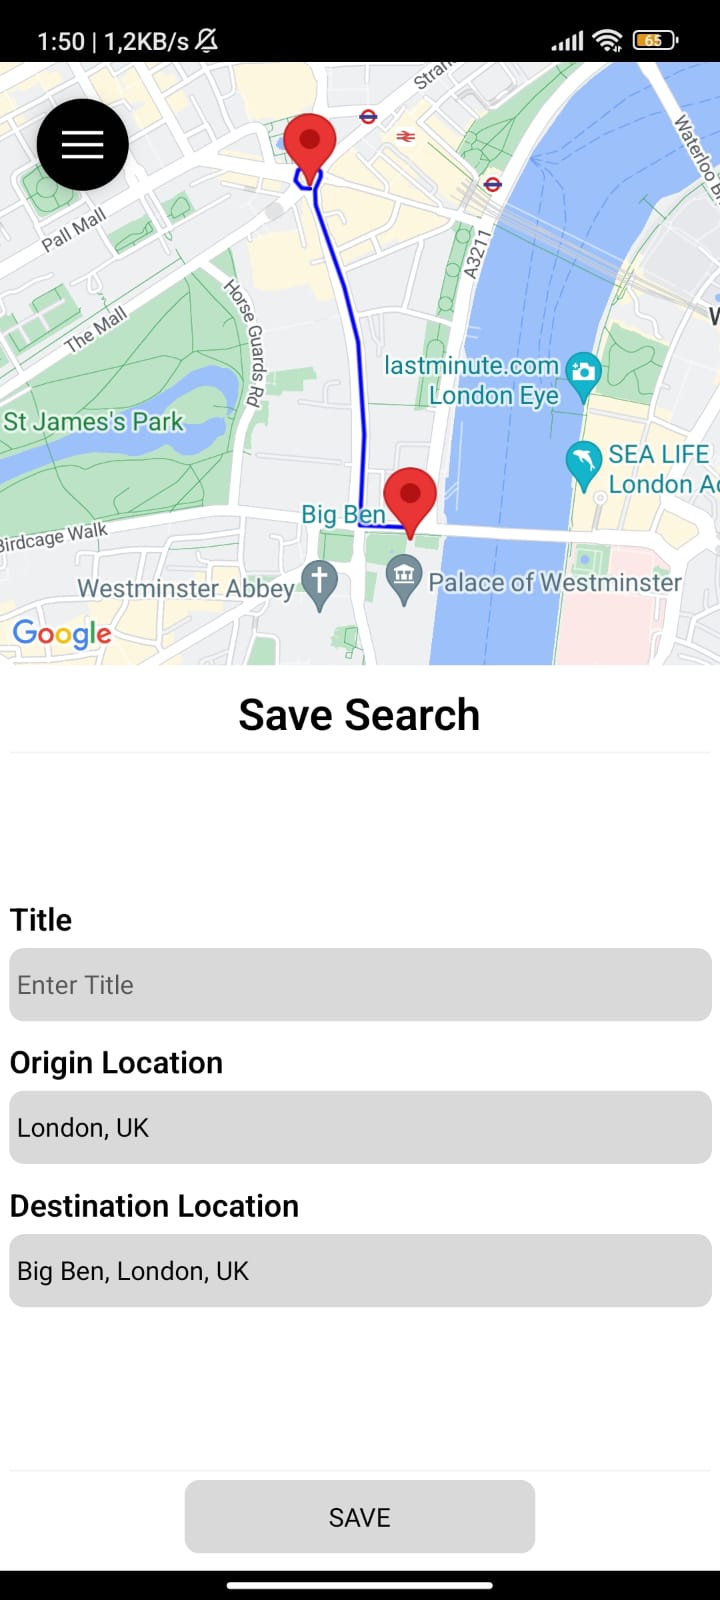 1:50 | 1,2KB/s
65
Stran
Waterloo B
Pall Mall
A3211
The Mall
Horse Guards Rd
W
lastminute.com
London Eye
St James's Park
SEA LIFE
London Ac
Big Ben
Birdcage Walk
Westminster Abbey
Palace of Westminster
Google
Save Search
Title
Enter Title
Origin Location
London, UK
Destination Location
Big Ben, London, UK
SAVE